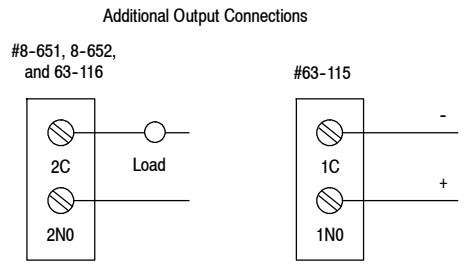 Additional Output Connections
#8-651, 8-652,
and 63-116
2C
Load
2N0
#63-115
1C
-
+
1N0